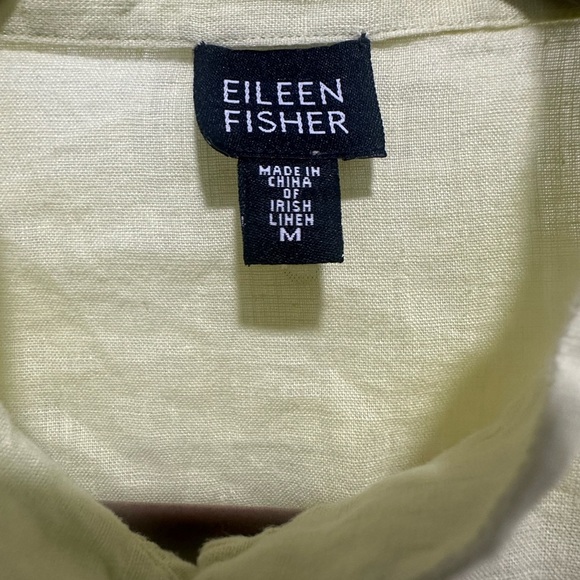 EILEEN
FISHER
MADE IN
CHINA
OF
IRISH
LINEN
M